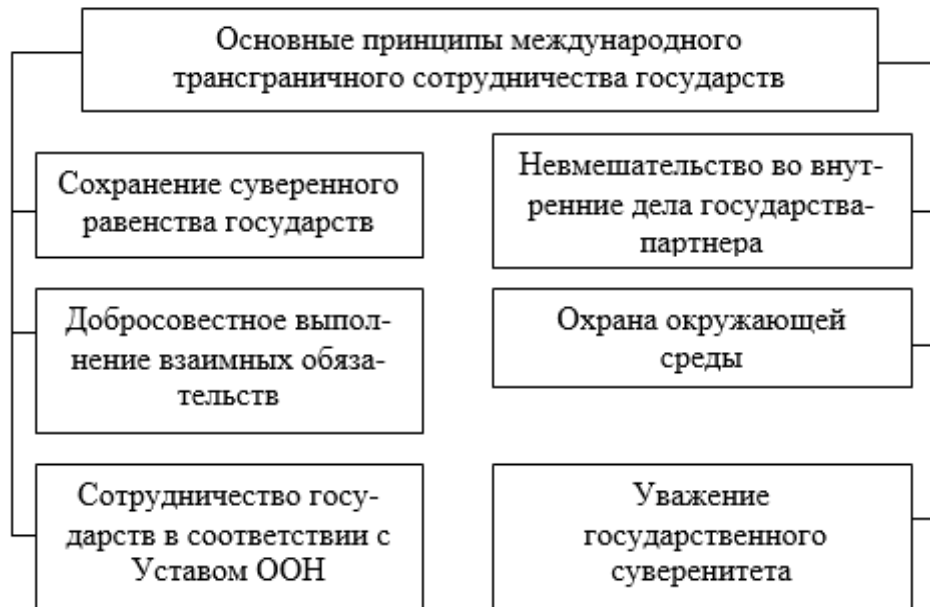 Основные принципы международного
трансграничного сотрудничества государств
Сохранение суверенного
равенства государств
Невмешательство во внут-
ренние дела государства-
партнера
Добросовестное выпол-
нение взаимных обяза-
тельств
Охрана окружающей
среды
Сотрудничество госу-
дарств в соответствии с
Уставом ООН
Уважение
государственного
суверенитета